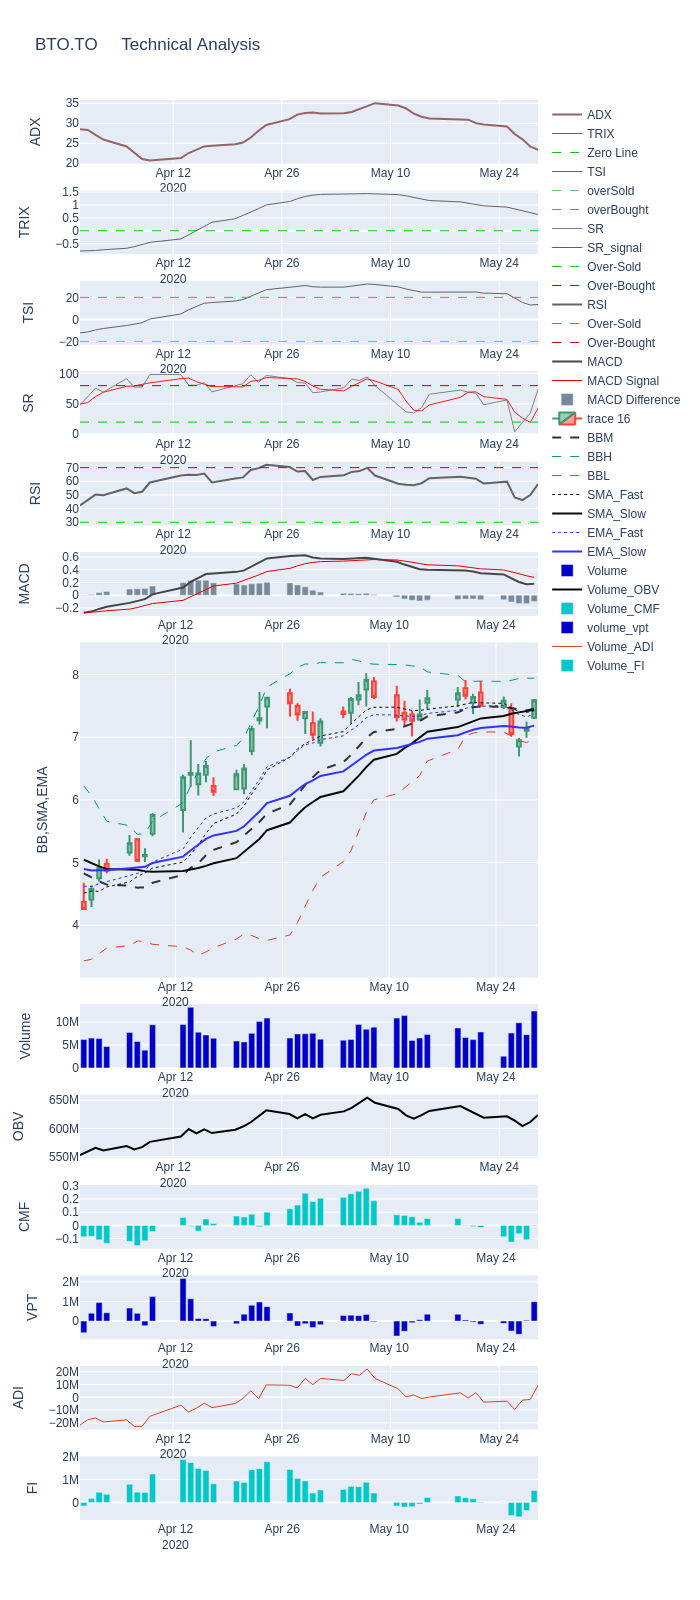 BTO.TO     Technical Analysis
ADX
35
30
25
20
Apr 12
2020
Apr 26
May 10
May 24
TRIX
1.5
1
0.5
0
−0.5
Apr 12
2020
Apr 26
May 10
May 24
TSI
20
0
−20
Apr 12
2020
Apr 26
May 10
May 24
SR
100
50
0
Apr 12
2020
Apr 26
May 10
May 24
RSI
70
60
50
40
30
Apr 12
2020
Apr 26
May 10
May 24
MACD
0.6
0.4
0.2
0
−0.2
Apr 12
2020
Apr 26
May 10
May 24
BB,SMA,EMA
8
7
6
5
4
Apr 12
2020
Apr 26
May 10
May 24
Volume
10M
5M
0
Apr 12
2020
Apr 26
May 10
May 24
OBV
650M
600M
550M
Apr 12
2020
Apr 26
May 10
May 24
CMF
0.3
0.2
0.1
0
−0.1
Apr 12
2020
Apr 26
May 10
May 24
VPT
2M
1M
0
Apr 12
2020
Apr 26
May 10
May 24
ADI
20M
10M
0
−10M
−20M
Apr 12
2020
Apr 26
May 10
May 24
FI
2M
1M
0
Apr 12
2020
Apr 26
May 10
May 24
ADX
TRIX
Zero Line
TSI
overSold
overBought
SR
SR_signal
Over-Sold
Over-Bought
RSI
Over-Sold
Over-Bought
MACD
MACD Signal
MACD Difference
trace 16
BBM
BBH
BBL
SMA_Fast
SMA_Slow
EMA_Fast
EMA_Slow
Volume
Volume_OBV
Volume_CMF
volume_vpt
Volume_ADI
Volume_FI